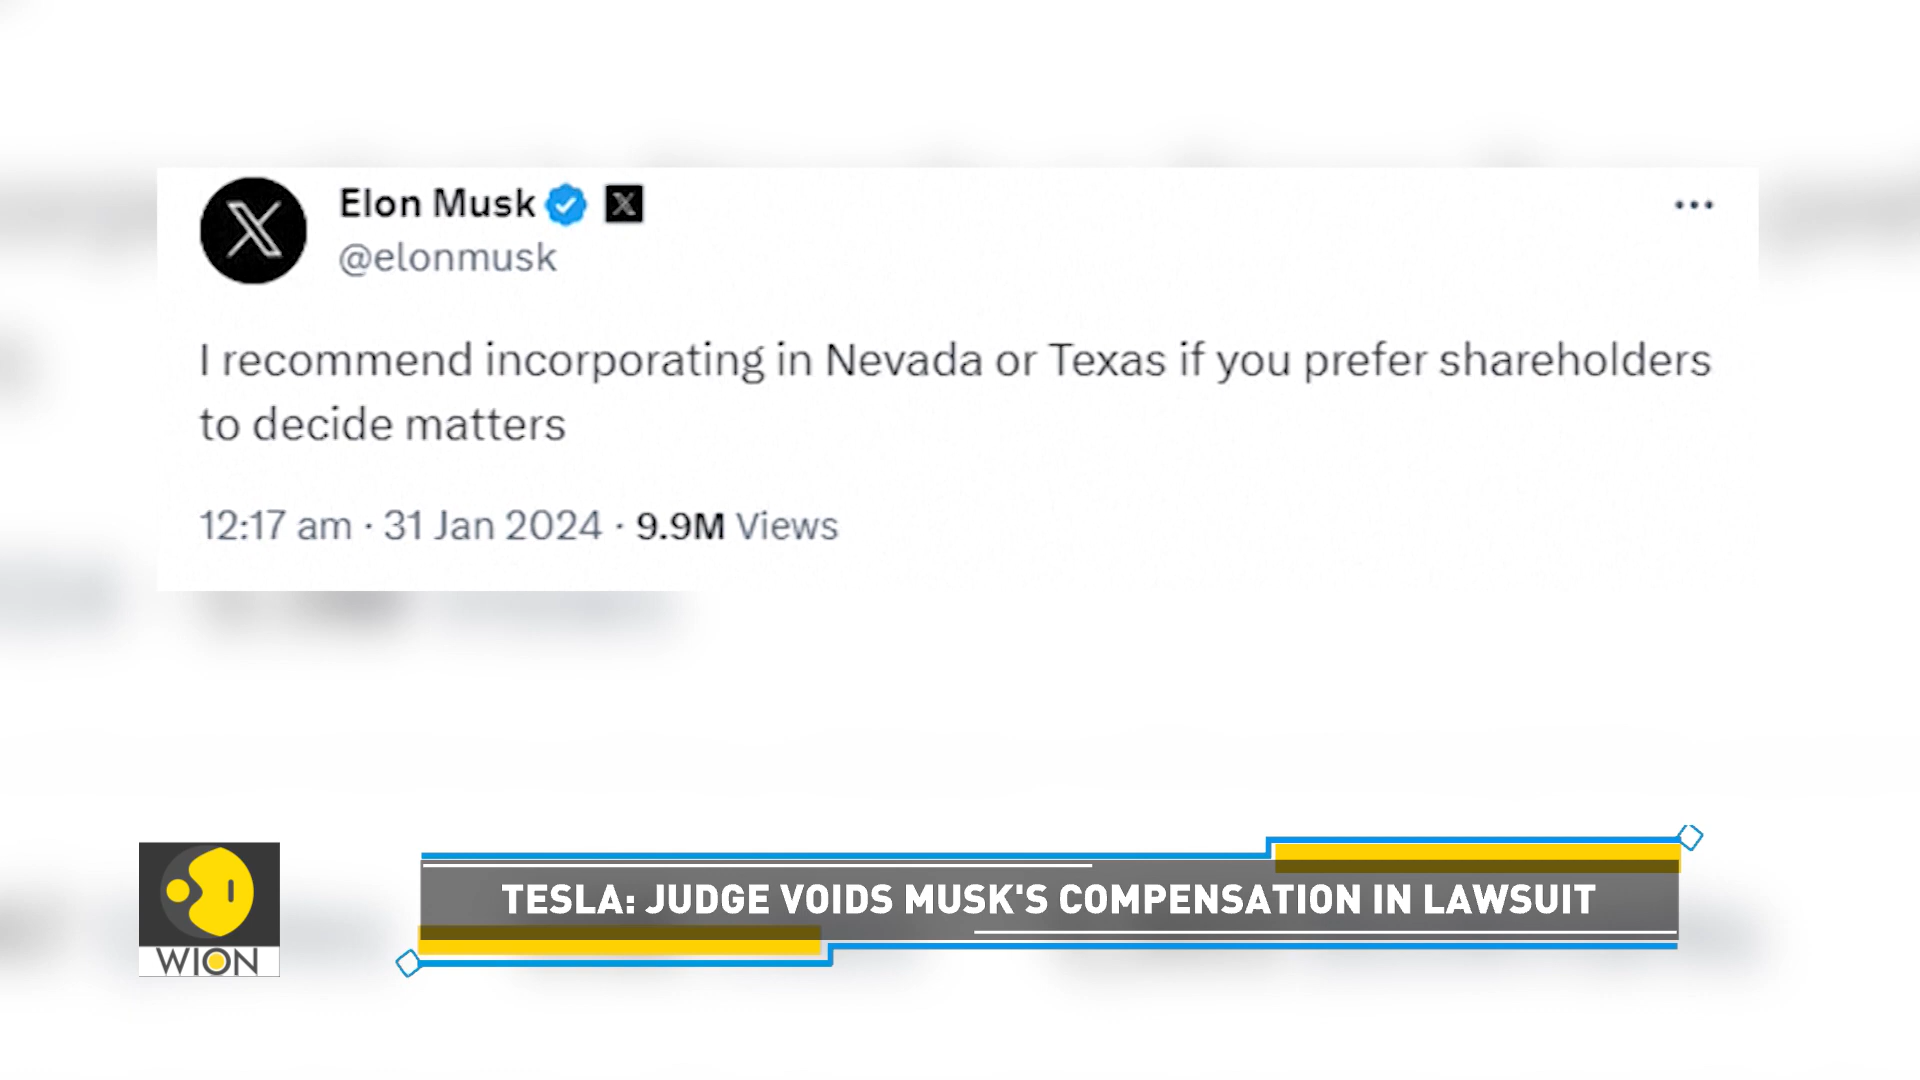 Elon Musk
@elonmusk
I recommend incorporating in Nevada or Texas if you prefer shareholders
to decide matters
12:17 am · 31 Jan 2024 · 9.9M Views
TESLA: JUDGE VOIDS MUSK'S COMPENSATION IN LAWSUIT
WION